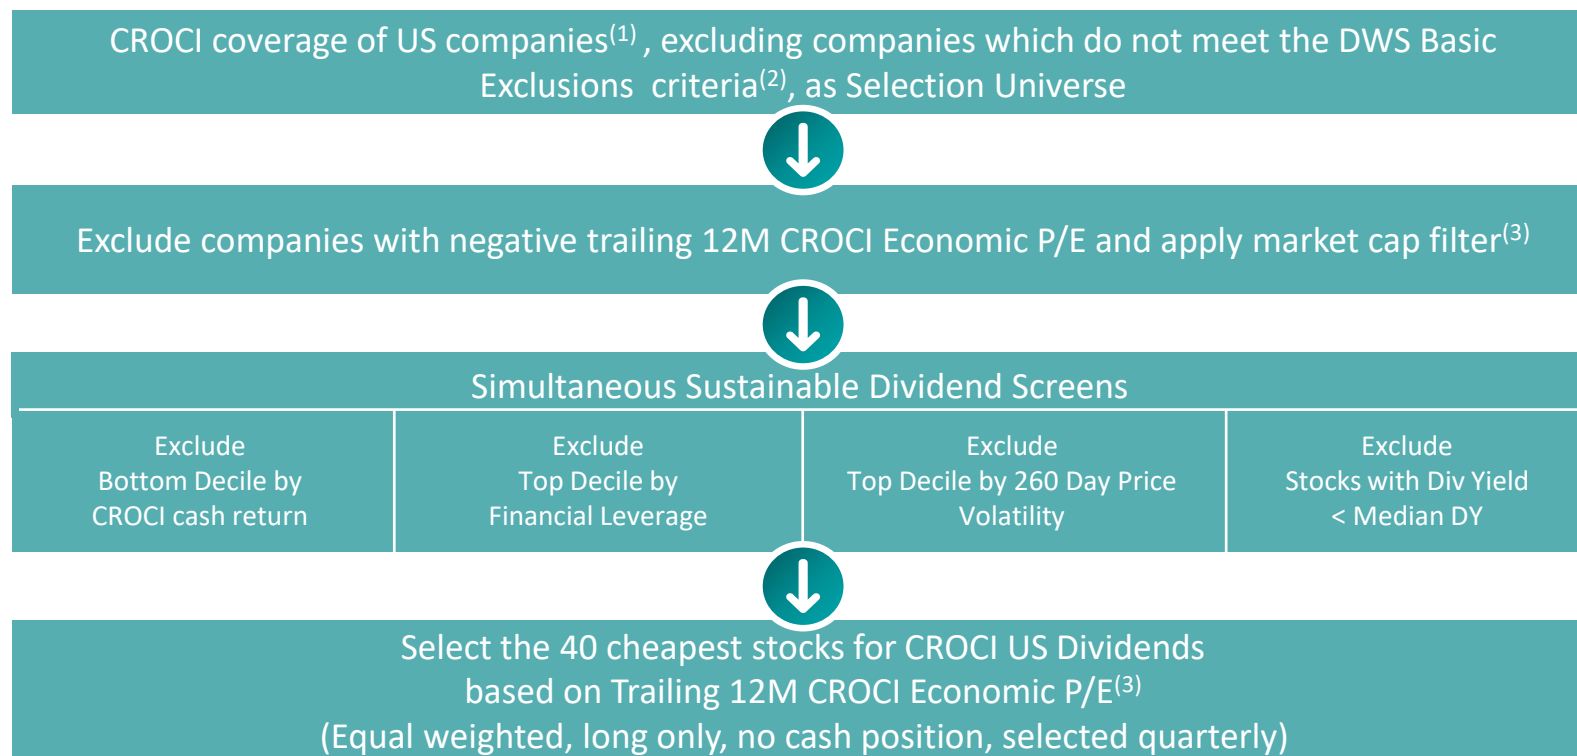 CROCI coverage of US companies(1) , excluding companies which do not meet the DWS Basic
Exclusions criteria(2), as Selection Universe
Exclude companies with negative trailing 12M CROCI Economic P/E and apply market cap filter(3)
Simultaneous Sustainable Dividend Screens
Exclude
Bottom Decile by
CROCI cash return
Exclude
Top Decile by
Financial Leverage
Exclude
Top Decile by 260 Day Price
Volatility
Exclude
Stocks with Div Yield
< Median DY
Select the 40 cheapest stocks for CROCI US Dividends
based on Trailing 12M CROCI Economic P/E(3)
(Equal weighted, long only, no cash position, selected quarterly)